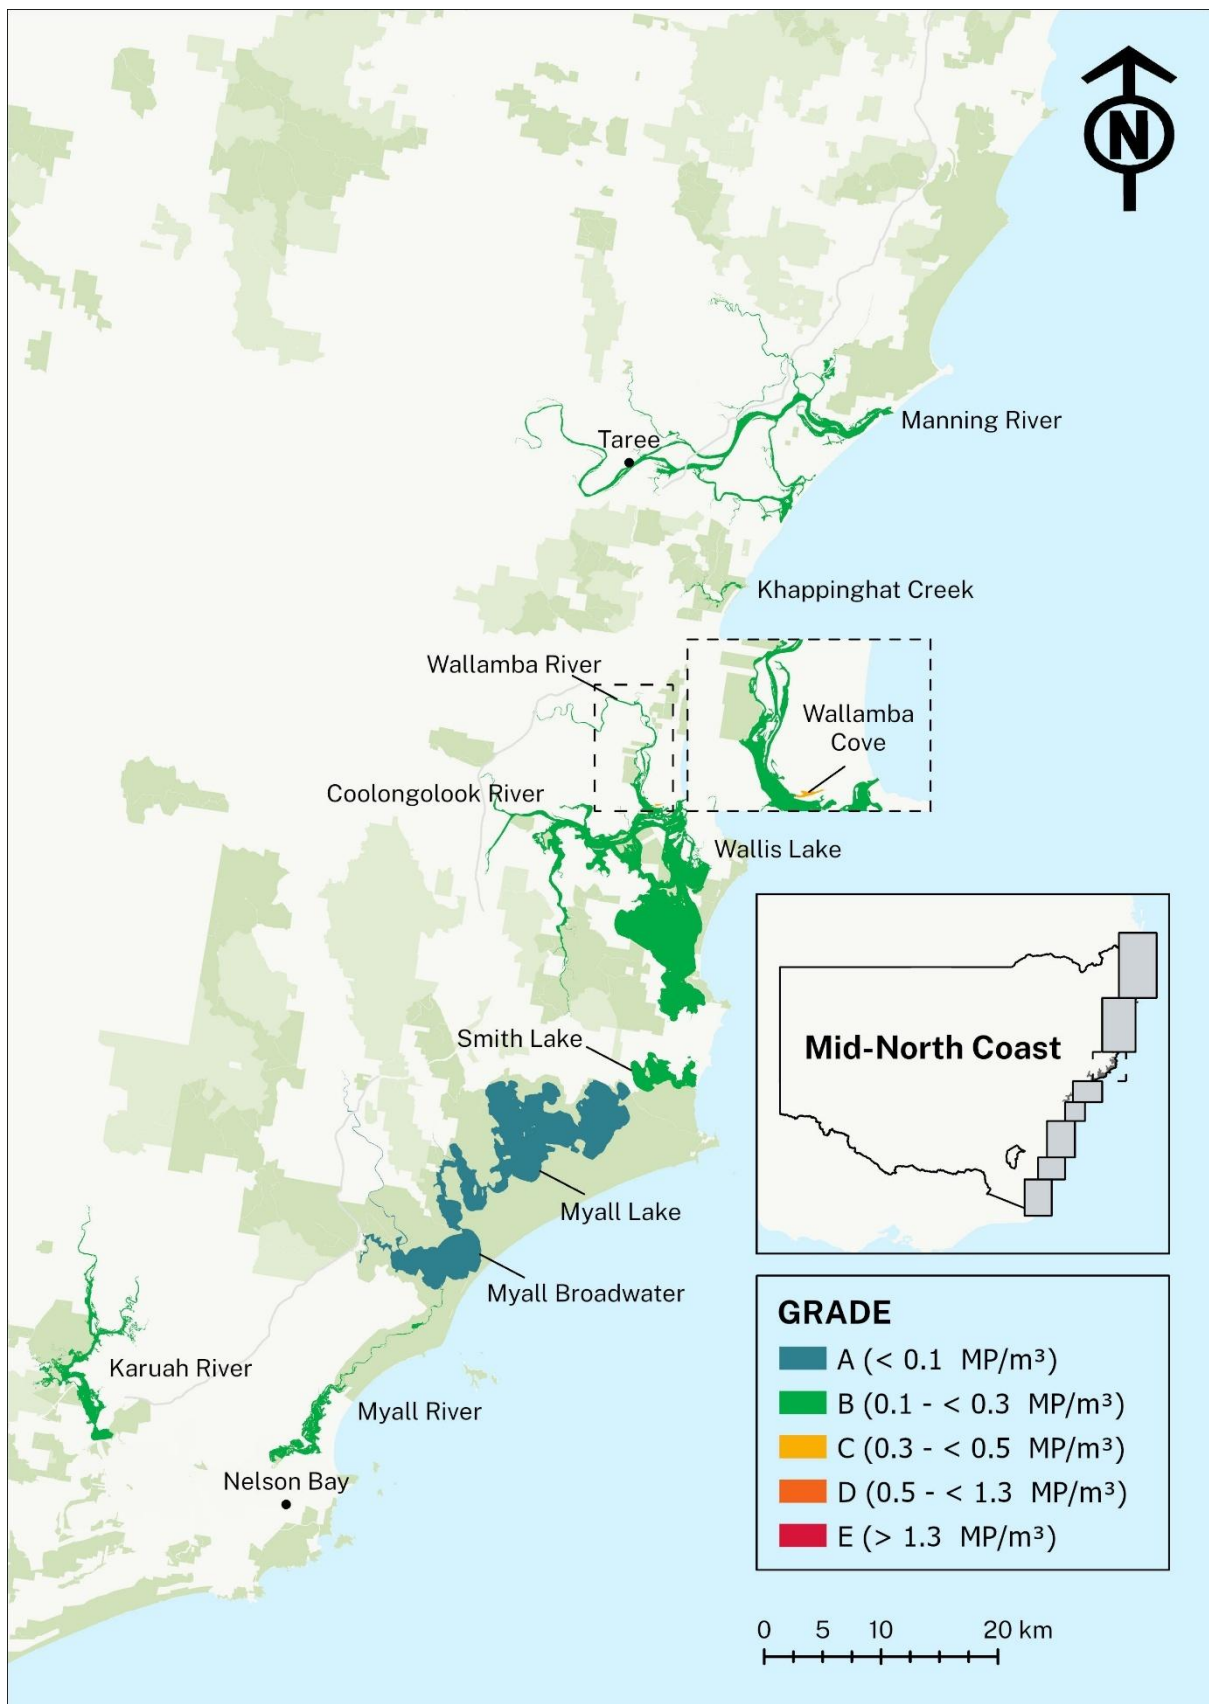 N
Manning River
Taree
Khappinghat Creek
Wallamba River
Wallamba
Cove
Coolongolook River
Wallis Lake
Mid-North Coast
Smith Lake
Myall Lake
Myall Broadwater
Karuah River
Myall River
Nelson Bay
GRADE
A (< 0.1 MP/m³)
B (0.1 - < 0.3 MP/m³)
C (0.3 - < 0.5 MP/m³)
D (0.5 - < 1.3 MP/m³)
E (> 1.3 MP/m³)
0 5 10 20 km